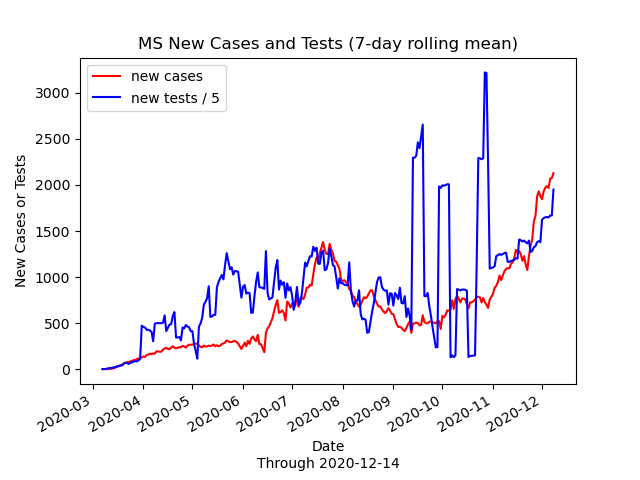 MS New Cases and Tests (7-day rolling mean)
new cases
new tests / 5
New Cases or Tests
3000
2500
2000
1500
1000
500
0
2020-03
2020-04
2020-05
2020-06
2020-07
2020-08
2020-09
2020-10
2020-11
2020-12
Date
Through 2020-12-14